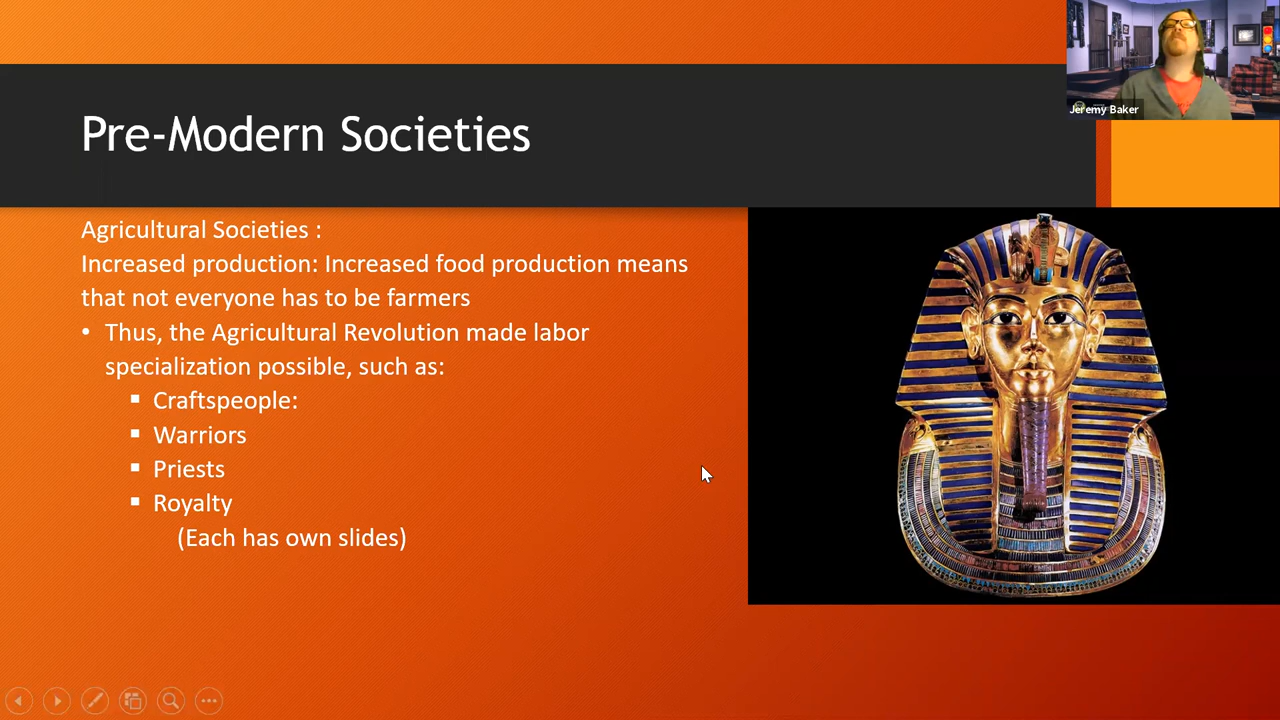 Jeremy Baker
Pre-Modern Societies
Agricultural Societies :
Increased production: Increased food production means
that not everyone has to be farmers
• Thus, the Agricultural Revolution made labor
specialization possible, such as:
▪ Craftspeople:
▪ Warriors
▪ Priests
▪ Royalty
(Each has own slides)